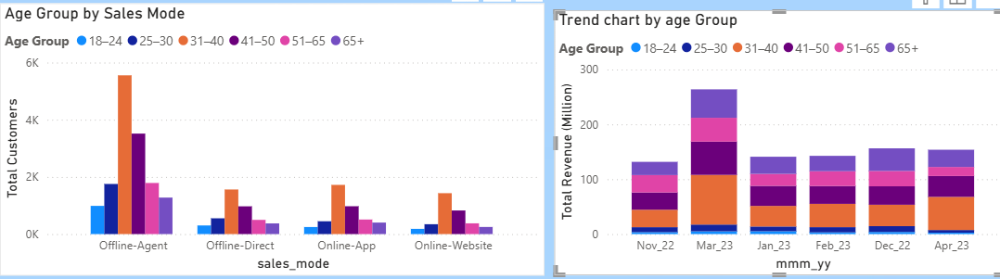 Age Group by Sales Mode
Age Group 18–24 25–30 31–40 41–50 51–65 65+
6K
4K
2K
0K
Total Customers
Offline-Agent Offline-Direct Online-App Online-Website
sales_mode
Trend chart by age Group
Age Group 18–24 25–30 31–40 41–50 51–65 65+
300
200
100
0
Total Revenue (Million)
Nov_22 Mar_23 Jan_23 Feb_23 Dec_22 Apr_23
mmm_yy